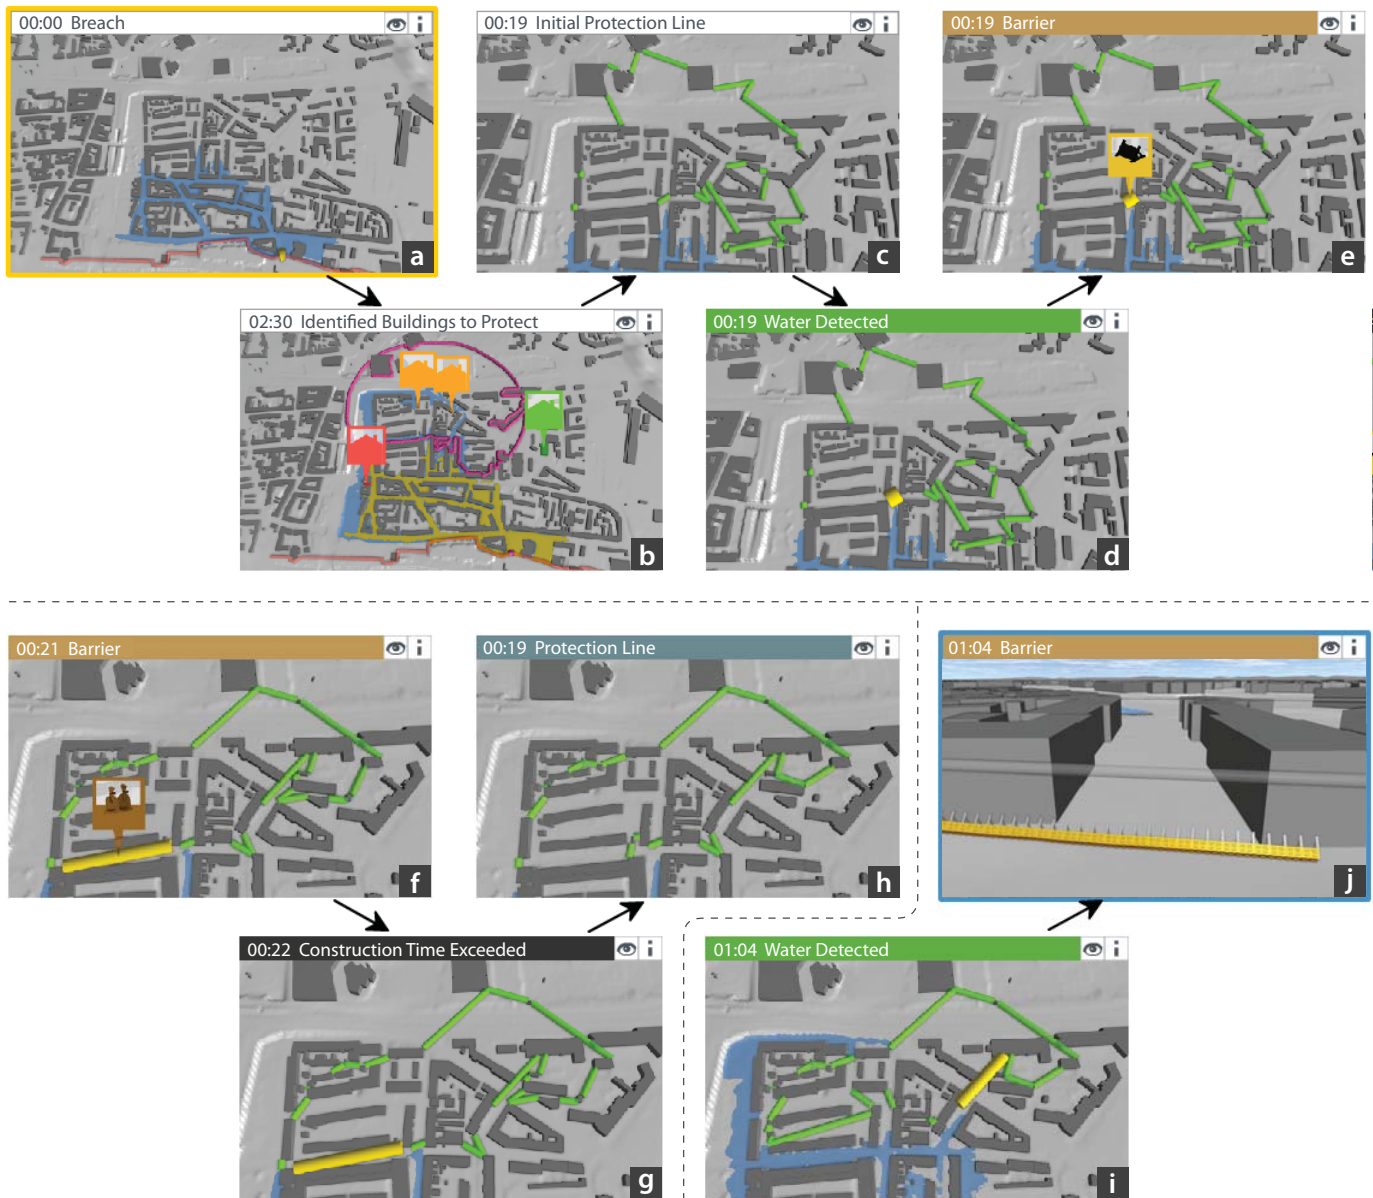 00:00 Breach
a
00:19 Initial Protection Line
c
00:19 Barrier
e
02:30 Identified Buildings to Protect
b
00:19 Water Detected
d
00:21 Barrier
f
00:19 Protection Line
h
01:04 Barrier
j
00:22 Construction Time Exceeded
g
01:04 Water Detected
i